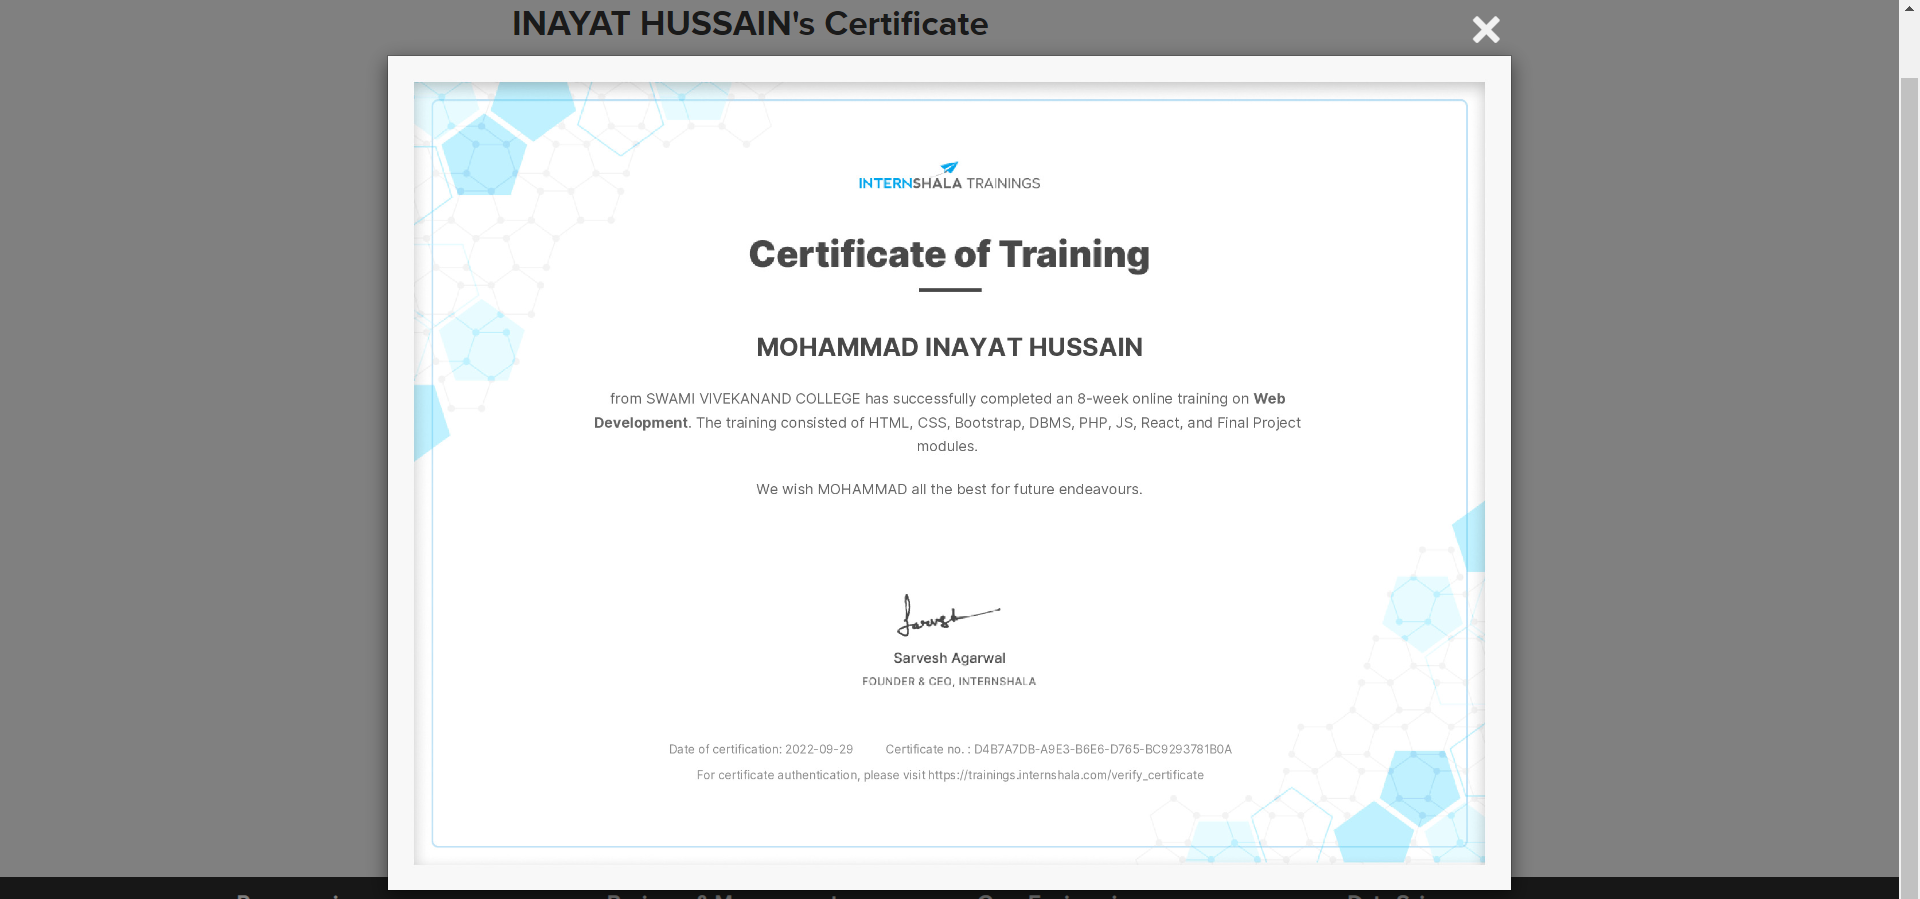 INAYAT HUSSAIN's Certificate
INTERNSHALA TRAININGS
Certificate of Training
MOHAMMAD INAYAT HUSSAIN
from SWAMI VIVEKANAND COLLEGE has successfully completed an 8-week online training on Web
Development. The training consisted of HTML, CSS, Bootstrap, DBMS, PHP, JS, React, and Final Project
modules.
We wish MOHAMMAD all the best for future endeavours.
Sarvesh Agarwal
FOUNDER & CEO, INTERNSHALA
Date of certification: 2022-09-29 Certificate no. : D4B7A7DB-A9E3-B6E6-D765-BC9293781B0A
For certificate authentication, please visit https://trainings.internshala.com/verify_certificate